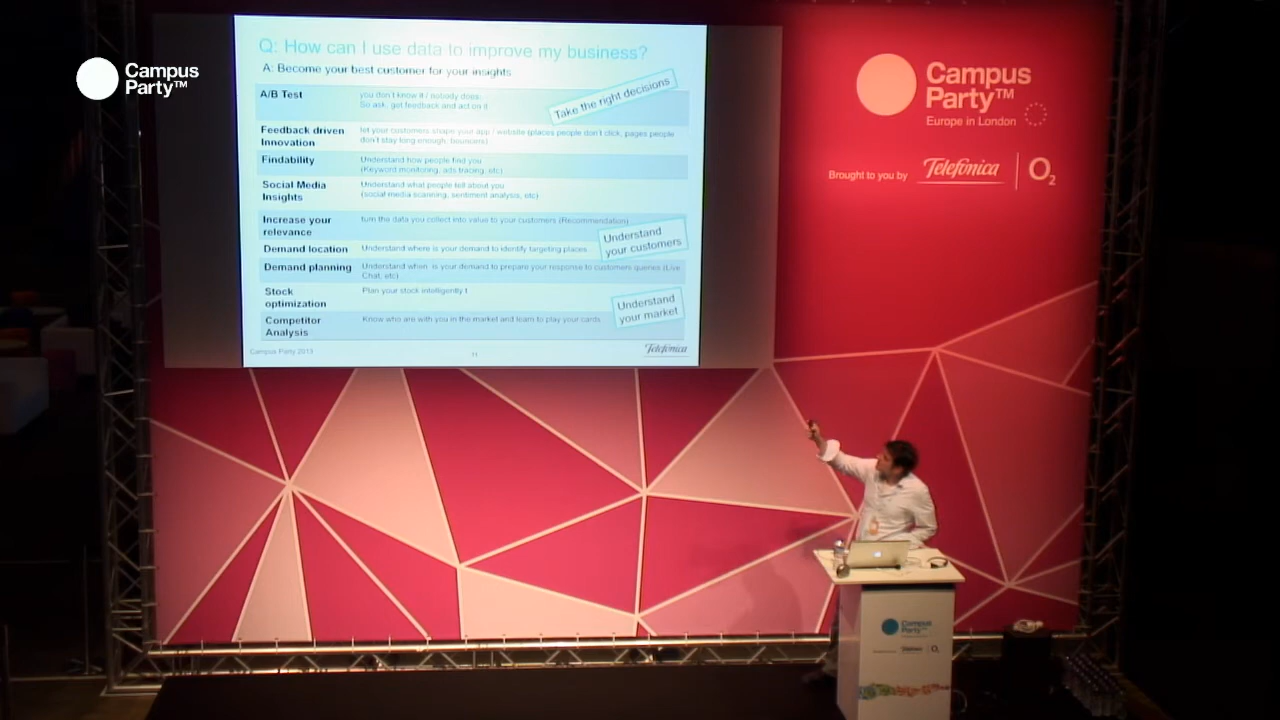 Campus
Party™
Q: How can I use data to improve my business?
A: Become your best customer for your insights
Take the right decisions
A/B Test
you don't know it / nobody does.
So ask, get feedback and act on it
Feedback driven
Innovation
let your customers shape your app / website (places people don't click, pages people
don't stay long enough, bouncers)
Findability
Understand how people find you
(Keyword monitoring, ads tracing, etc)
Social Media
Insights
Understand what people tell about you
(social media scanning, sentiment analysis, etc)
Increase your
relevance
turn the data you collect into value to your customers (Recommendation)
Understand
your customers
Demand location
Understand where is your demand to identify targeting places
Demand planning
Understand when is your demand to prepare your response to customers queries (Live
Chat, etc)
Stock
optimization
Plan your stock intelligently !
Understand
your market
Competitor
Analysis
Know who are with you in the market and learn to play your cards
Campus Party 2013
11
Telefónica
Campus
Party™
Europe in London
Brought to you by
Telefónica
O2
Campus
Party™
Telefónica
O2